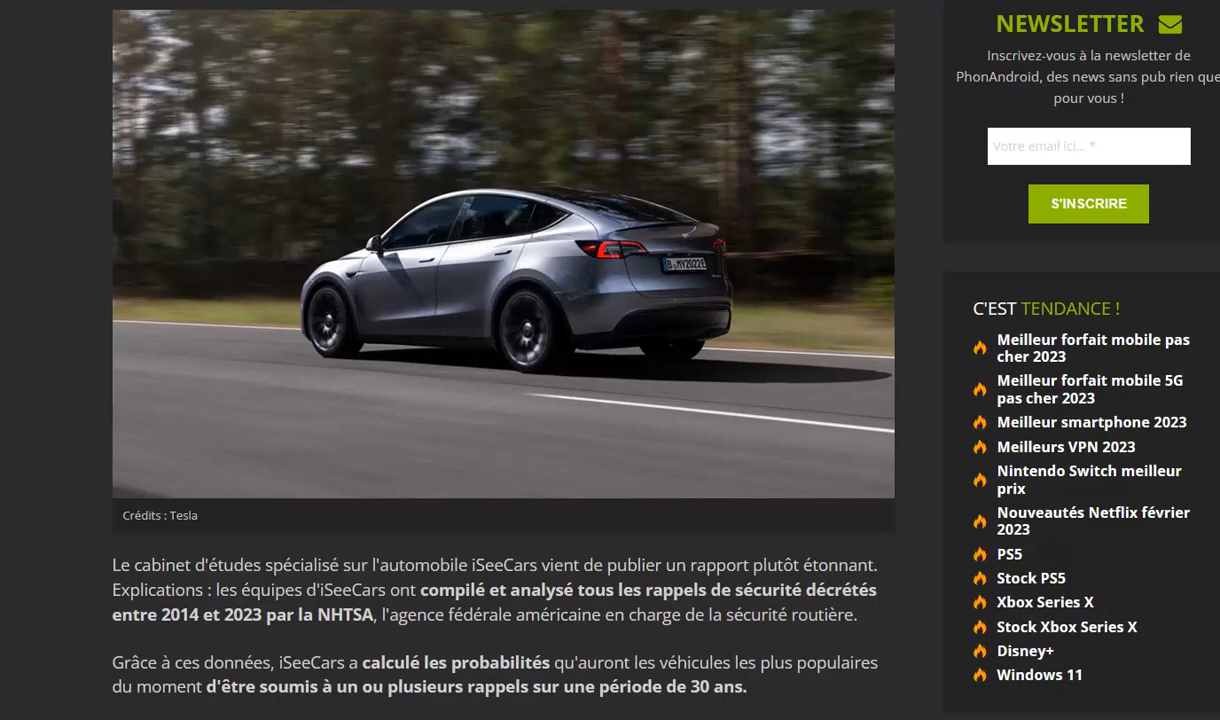 B MY2022E
Crédits : Tesla
Le cabinet d'études spécialisé sur l'automobile iSeeCars vient de publier un rapport plutôt étonnant.
Explications : les équipes d'iSeeCars ont compilé et analysé tous les rappels de sécurité décrétés
entre 2014 et 2023 par la NHTSA, l'agence fédérale américaine en charge de la sécurité routière.
Grâce à ces données, iSeeCars a calculé les probabilités qu'auront les véhicules les plus populaires
du moment d'être soumis à un ou plusieurs rappels sur une période de 30 ans.
NEWSLETTER
Inscrivez-vous à la newsletter de
PhonAndroid, des news sans pub rien que
pour vous !
Votre email ici... *
S'INSCRIRE
C'EST TENDANCE !
Meilleur forfait mobile pas
cher 2023
Meilleur forfait mobile 5G
pas cher 2023
Meilleur smartphone 2023
Meilleurs VPN 2023
Nintendo Switch meilleur
prix
Nouveautés Netflix février
2023
PS5
Stock PS5
Xbox Series X
Stock Xbox Series X
Disney+
Windows 11